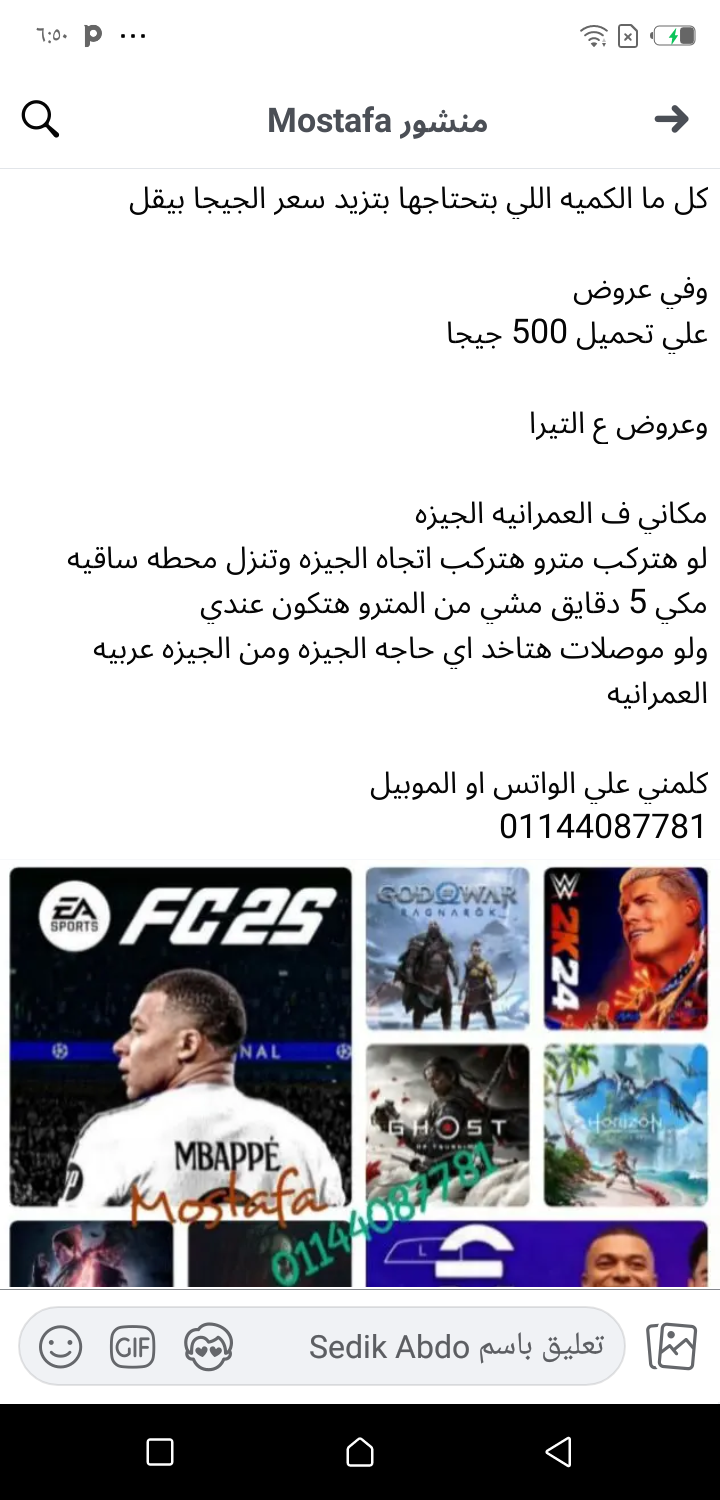 ٦:٥٠
منشور Mostafa
كل ما الكميه اللي بتحتاجها بتزيد سعر الجيجا بيقل
وفي عروض
علي تحميل 500 جيجا
وعروض ع التيرا
مكاني ف العمرانيه الجيزه
لو هتركب مترو هتركب اتجاه الجيزه وتنزل محطه ساقيه
مكي 5 دقايق مشي من المترو هتكون عندي
ولو موصلات هتاخد اي حاجه الجيزه ومن الجيزه عربيه
العمرانيه
كلمني علي الواتس او الموبيل
01144087781
EA
SPORTS
FC25
NAL
MBAPPÉ
GOD OF WAR
RAGNARÖK
W
2K24
GHOST
OF TSUSHIMA
HORIZON
Mostafa
01144087781
L
GIF
تعليق باسم Sedik Abdo